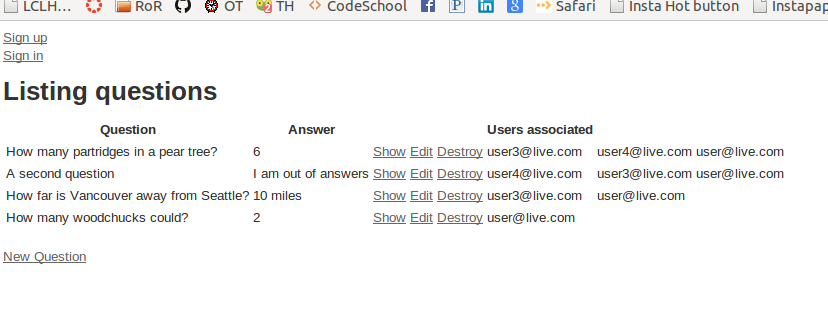 LCLH... RoR OT TH CodeSchool Safari Insta Hot button Instapap
Sign up
Sign in
Listing questions
Question Answer Users associated
How many partridges in a pear tree? 6 Show Edit Destroy user3@live.com user4@live.com user@live.com
A second question I am out of answers Show Edit Destroy user4@live.com user3@live.com user@live.com
How far is Vancouver away from Seattle? 10 miles Show Edit Destroy user3@live.com user@live.com
How many woodchucks could? 2 Show Edit Destroy user@live.com
New Question